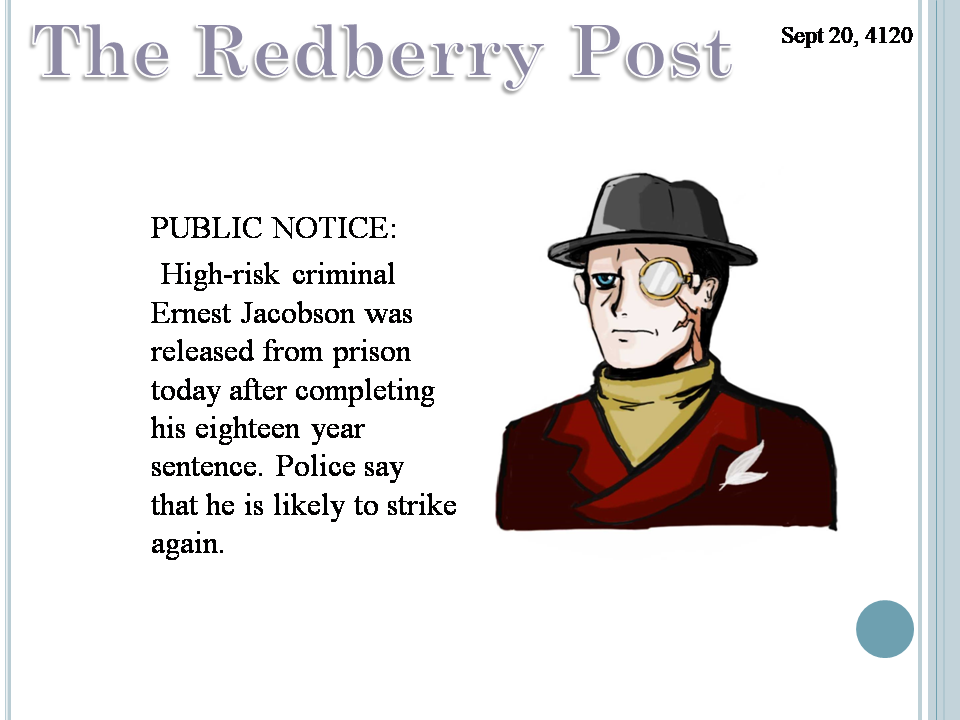 The Redberry Post
Sept 20, 4120
PUBLIC NOTICE:
High-risk criminal
Ernest Jacobson was
released from prison
today after completing
his eighteen year
sentence. Police say
that he is likely to strike
again.